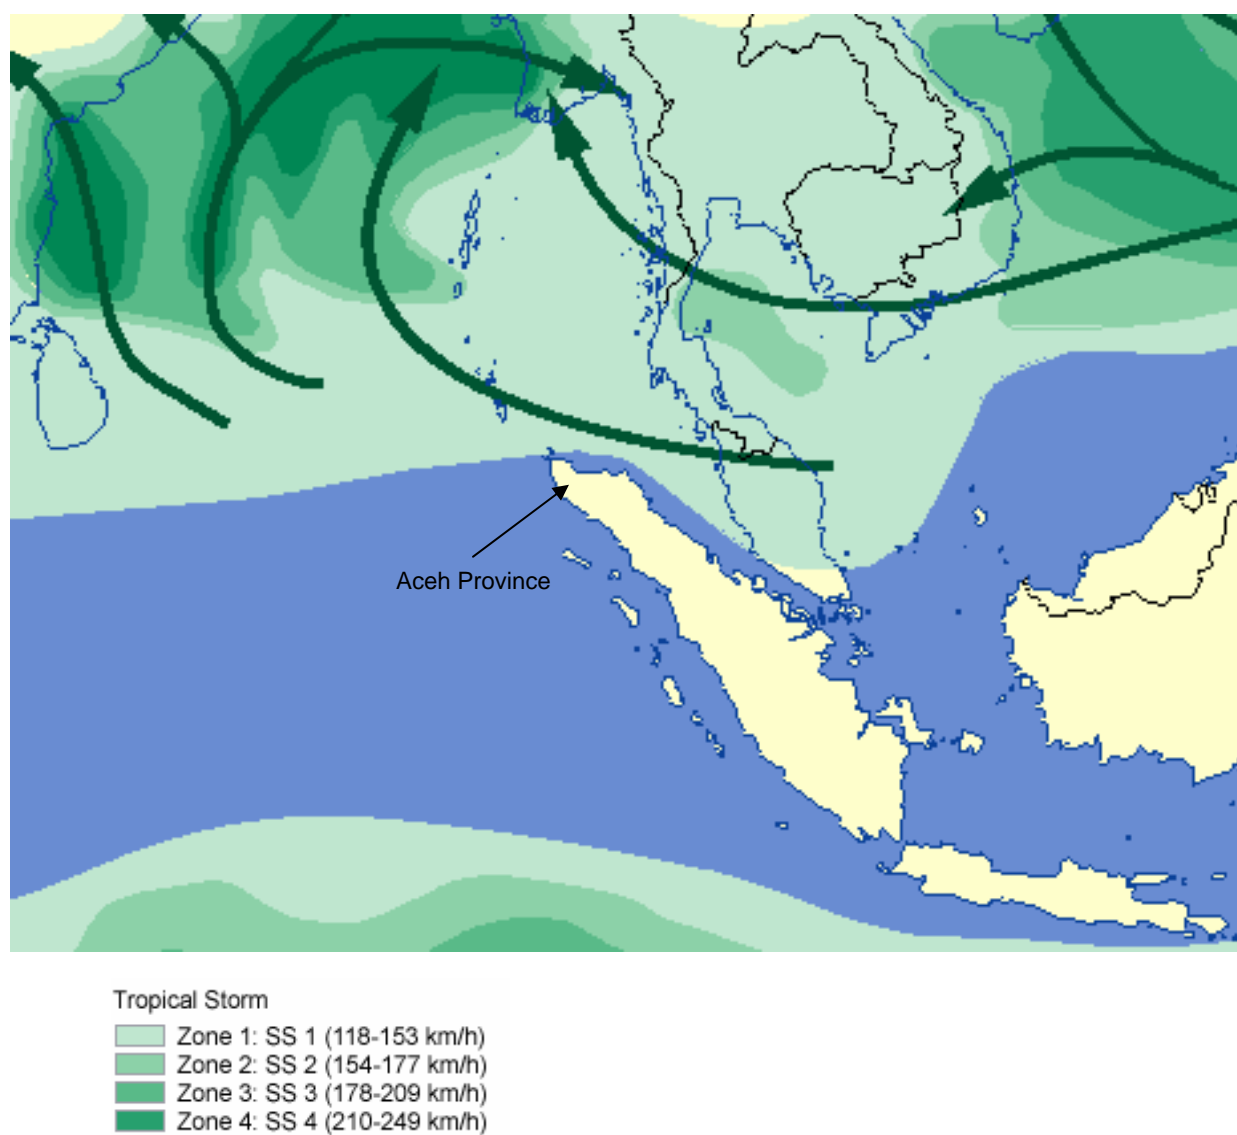 Aceh Province
Tropical Storm
Zone 1: SS 1 (118-153 km/h)
Zone 2: SS 2 (154-177 km/h)
Zone 3: SS 3 (178-209 km/h)
Zone 4: SS 4 (210-249 km/h)